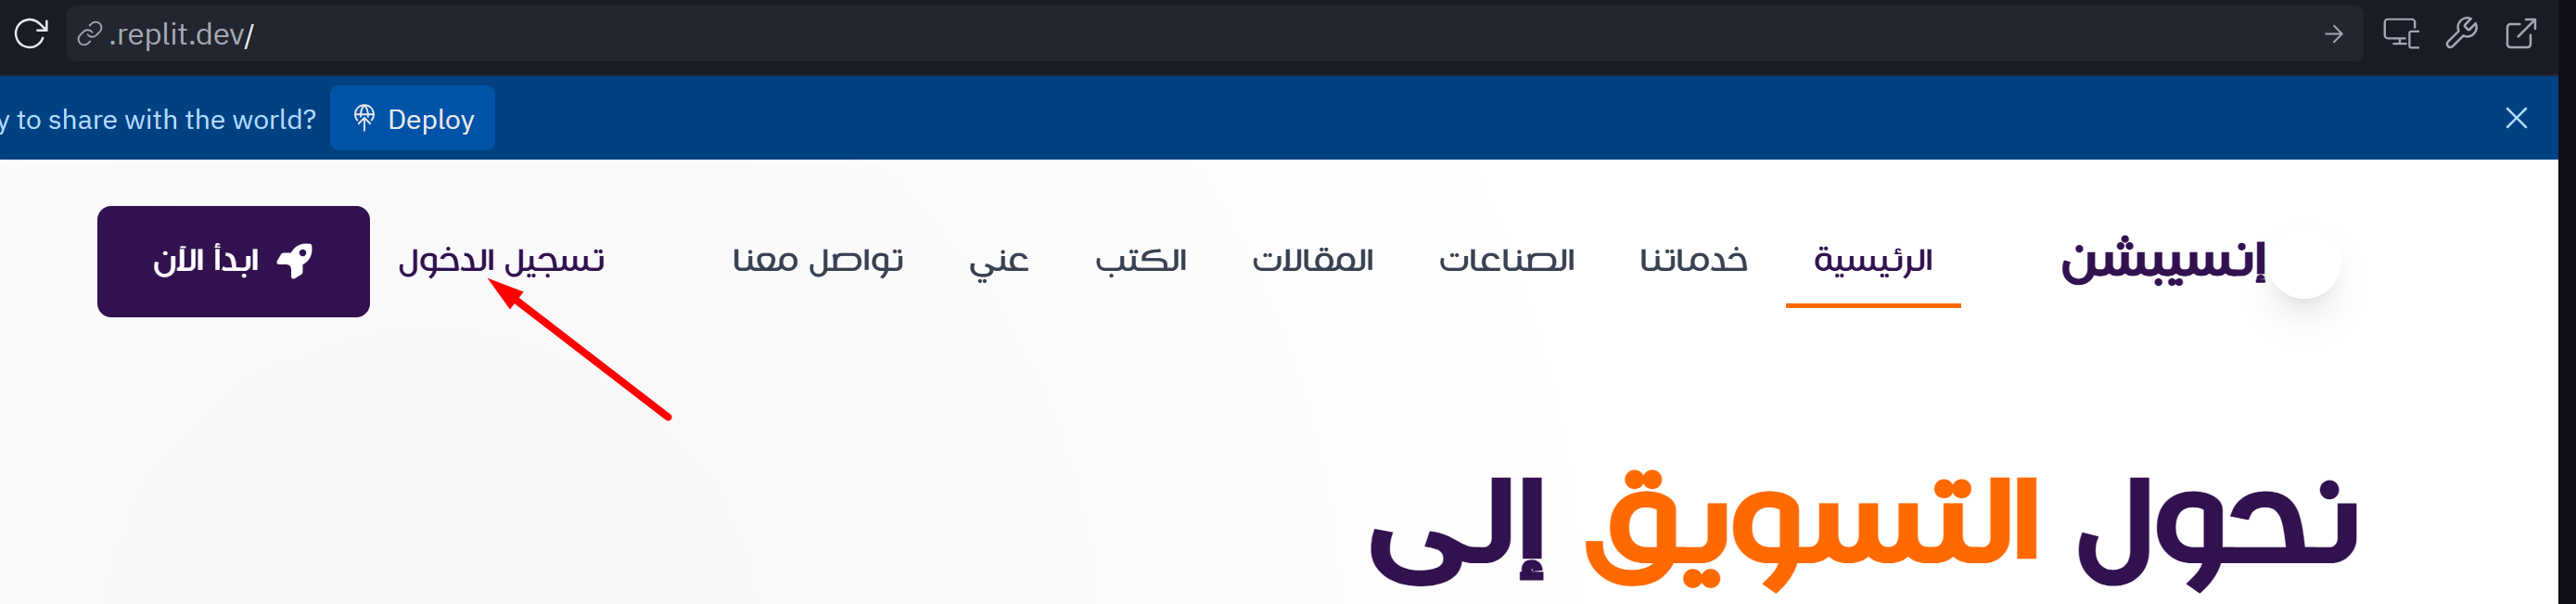 .replit.dev/
y to share with the world? Deploy
إنسيبشن الرئيسية خدماتنا الصناعات المقالات الكتب عني تواصل معنا تسجيل الدخول ابدأ الآن
نحول التسويق إلى